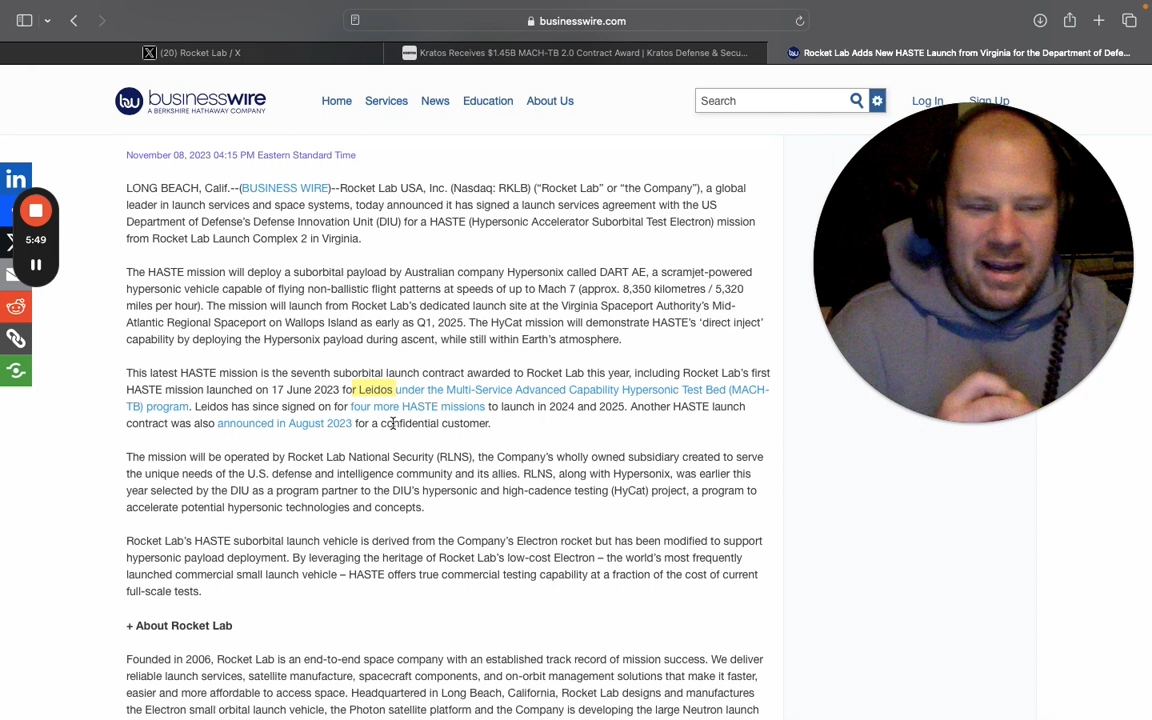 businesswire.com
(20) Rocket Lab / X
Kratos Receives $1.45B MACH-TB 2.0 Contract Award | Kratos Defense & Secu...
Rocket Lab Adds New HASTE Launch from Virginia for the Department of Defe...
bw businesswire
A BERKSHIRE HATHAWAY COMPANY
Home Services News Education About Us
Search
Log In Sign Up
November 08, 2023 04:15 PM Eastern Standard Time
LONG BEACH, Calif.--(BUSINESS WIRE)--Rocket Lab USA, Inc. (Nasdaq: RKLB) (“Rocket Lab” or “the Company”), a global
leader in launch services and space systems, today announced it has signed a launch services agreement with the US
Department of Defense’s Defense Innovation Unit (DIU) for a HASTE (Hypersonic Accelerator Suborbital Test Electron) mission
from Rocket Lab Launch Complex 2 in Virginia.
The HASTE mission will deploy a suborbital payload by Australian company Hypersonix called DART AE, a scramjet-powered
hypersonic vehicle capable of flying non-ballistic flight patterns at speeds of up to Mach 7 (approx. 8,350 kilometres / 5,320
miles per hour). The mission will launch from Rocket Lab’s dedicated launch site at the Virginia Spaceport Authority’s Mid-
Atlantic Regional Spaceport on Wallops Island as early as Q1, 2025. The HyCat mission will demonstrate HASTE’s ‘direct inject’
capability by deploying the Hypersonix payload during ascent, while still within Earth’s atmosphere.
This latest HASTE mission is the seventh suborbital launch contract awarded to Rocket Lab this year, including Rocket Lab’s first
HASTE mission launched on 17 June 2023 for Leidos under the Multi-Service Advanced Capability Hypersonic Test Bed (MACH-
TB) program. Leidos has since signed on for four more HASTE missions to launch in 2024 and 2025. Another HASTE launch
contract was also announced in August 2023 for a confidential customer.
The mission will be operated by Rocket Lab National Security (RLNS), the Company’s wholly owned subsidiary created to serve
the unique needs of the U.S. defense and intelligence community and its allies. RLNS, along with Hypersonix, was earlier this
year selected by the DIU as a program partner to the DIU’s hypersonic and high-cadence testing (HyCat) project, a program to
accelerate potential hypersonic technologies and concepts.
Rocket Lab’s HASTE suborbital launch vehicle is derived from the Company’s Electron rocket but has been modified to support
hypersonic payload deployment. By leveraging the heritage of Rocket Lab’s low-cost Electron – the world’s most frequently
launched commercial small launch vehicle – HASTE offers true commercial testing capability at a fraction of the cost of current
full-scale tests.
+ About Rocket Lab
Founded in 2006, Rocket Lab is an end-to-end space company with an established track record of mission success. We deliver
reliable launch services, satellite manufacture, spacecraft components, and on-orbit management solutions that make it faster,
easier and more affordable to access space. Headquartered in Long Beach, California, Rocket Lab designs and manufactures
the Electron small orbital launch vehicle, the Photon satellite platform and the Company is developing the large Neutron launch
in
5:49